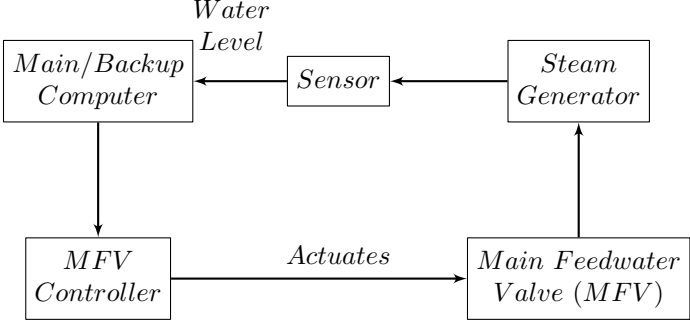 Water
Level
Main/Backup
Computer
Sensor
Steam
Generator
MFV
Controller
Actuates
Main Feedwater
Valve (MFV)